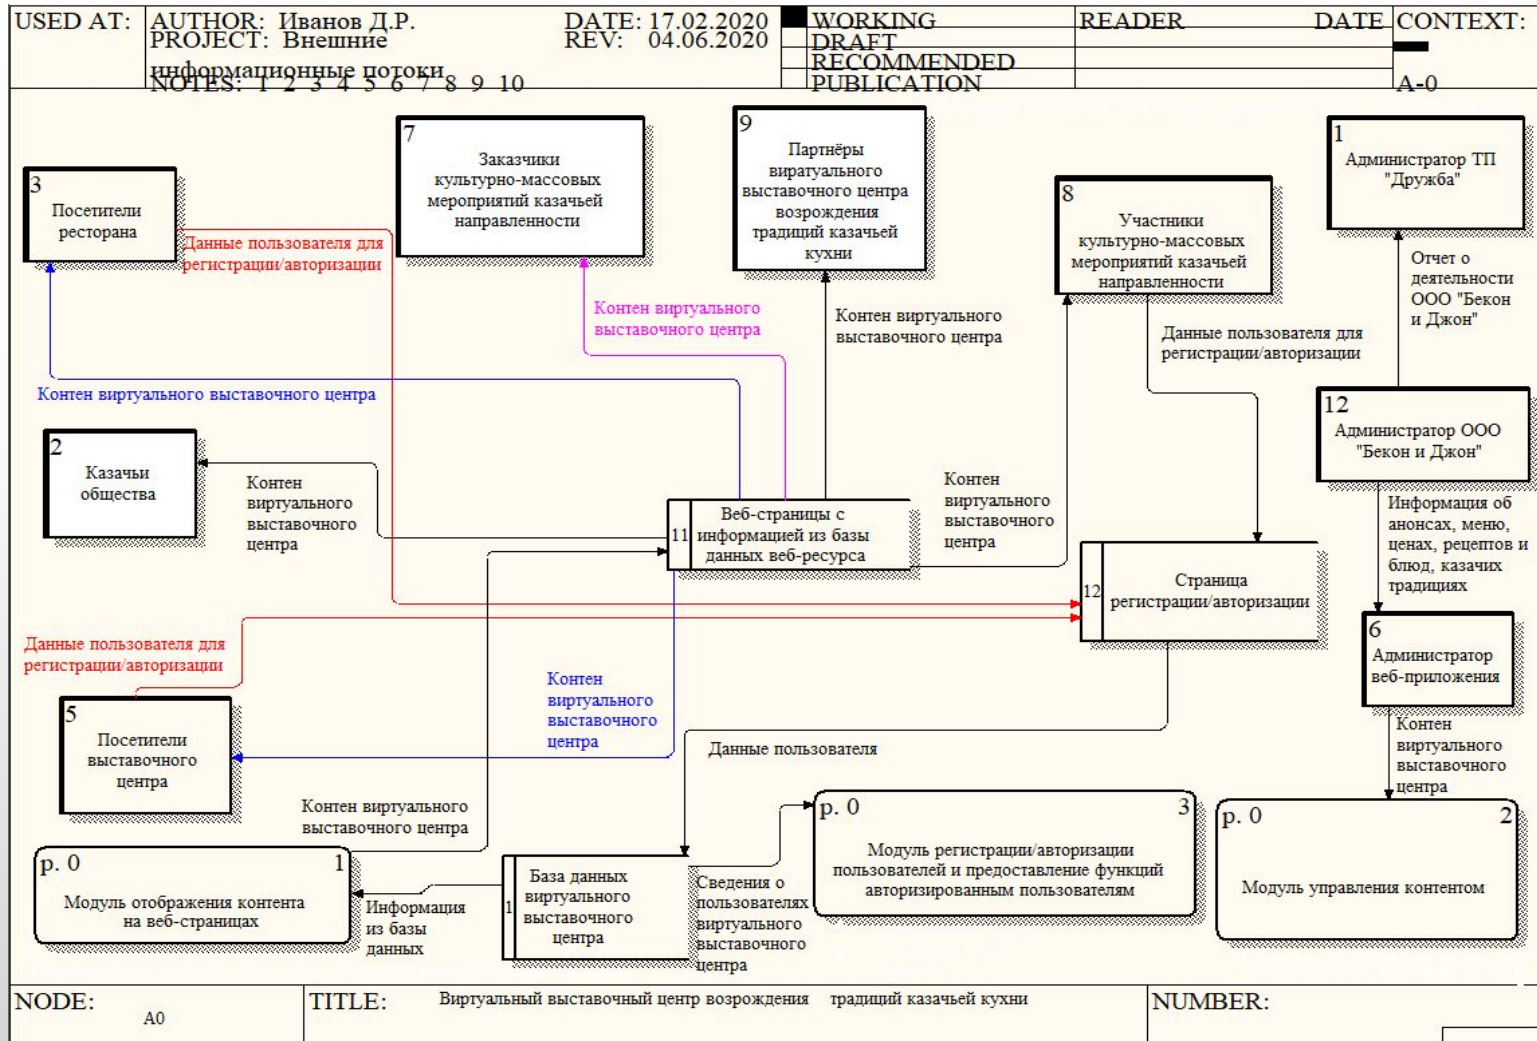 USED AT:
AUTHOR: Иванов Д.Р.
DATE: 17.02.2020
PROJECT: Внешние
REV: 04.06.2020
информационные потоки
NOTES: 1 2 3 4 5 6 7 8 9 10
WORKING
DRAFT
RECOMMENDED
PUBLICATION
READER
DATE
CONTEXT:
A-0
3
Посетители
ресторана
7
Заказчики
культурно-массовых
мероприятий казачьей
направленности
9
Партнёры
виратуального
выставочного центра
возрождения
традиций казачьей
кухни
8
Участники
культурно-массовых
мероприятий казачьей
направленности
1
Администратор ТП
"Дружба"
Данные пользователя для
регистрации/авторизации
Контен виртуального
выставочного центра
Контен виртуального
выставочного центра
Данные пользователя для
регистрации/авторизации
Отчет о
деятельности
ООО "Бекон
и Джон"
Контен виртуального выставочного центра
12
Администратор ООО
"Бекон и Джон"
2
Казачьи
общества
Контен
виртуального
выставочного
центра
11
Веб-страницы с
информацией из базы
данных веб-ресурса
Контен
виртуального
выставочного
центра
Информация об
анонсах, меню,
ценах, рецептов и
блюд, казачих
традициях
12
Страница
регистрации/авторизации
6
Администратор
веб-приложения
Данные пользователя для
регистрации/авторизации
5
Посетители
выставочного
центра
Контен
виртуального
выставочного
центра
Данные пользователя
Контен
виртуального
выставочного
центра
Контен виртуального
выставочного центра
p. 0
1
Модуль отображения контента
на веб-страницах
Информация
из базы
данных
1
База данных
виртуального
выставочного
центра
Сведения о
пользователях
виртуального
выставочного
центра
p. 0
3
Модуль регистрации/авторизации
пользователей и предоставление функций
авторизированным пользователям
p. 0
2
Модуль управления контентом
NODE:
A0
TITLE:
Виртуальный выставочный центр возрождения традиций казачьей кухни
NUMBER: